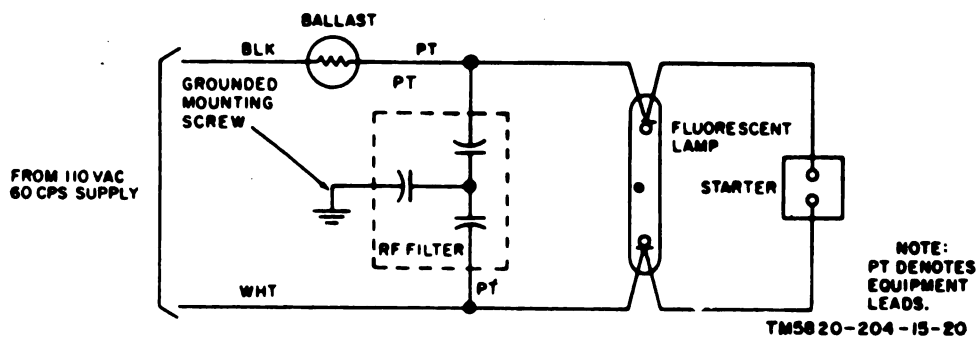 BALLAST
BLK
PT
PT
GROUNDED
MOUNTING
SCREW
FROM 110 VAC
60 CPS SUPPLY
FLUORESCENT
LAMP
STARTER
RF FILTER
WHT
PT
NOTE:
PT DENOTES
EQUIPMENT
LEADS.
TM5820-204-15-20